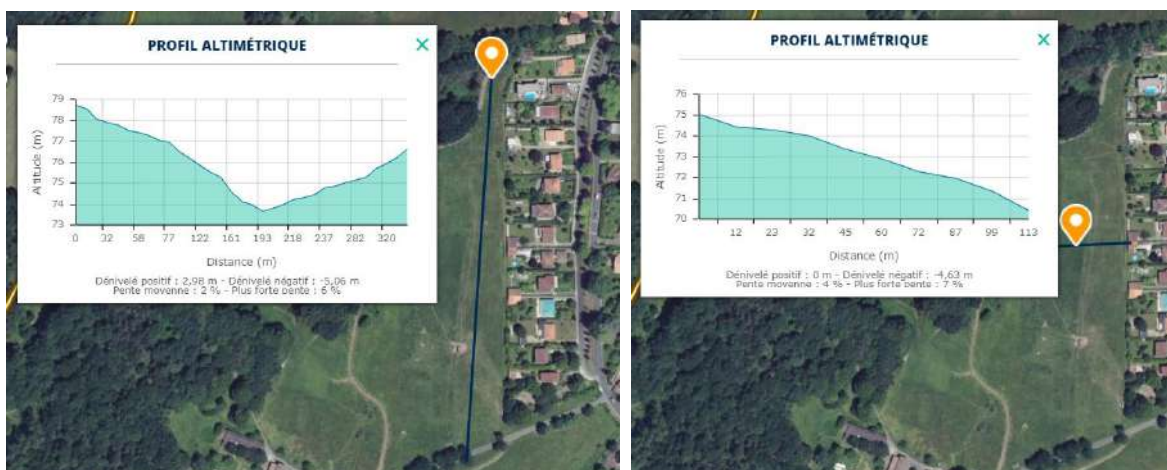 PROFIL ALTIMÉTRIQUE
79
78
77
76
75
74
73
Altitude (m)
0 32 58 77 122 161 193 218 237 282 320
Distance (m)
Dénivelé positif : 2,98 m - Dénivelé négatif : -5,06 m
Pente moyenne : 2 % - Plus forte pente : 6 %
PROFIL ALTIMÉTRIQUE
76
75
74
73
72
71
70
Altitude (m)
12 23 32 45 60 72 87 99 113
Distance (m)
Dénivelé positif : 0 m - Dénivelé négatif : -4,63 m
Pente moyenne : 4 % - Plus forte pente : 7 %